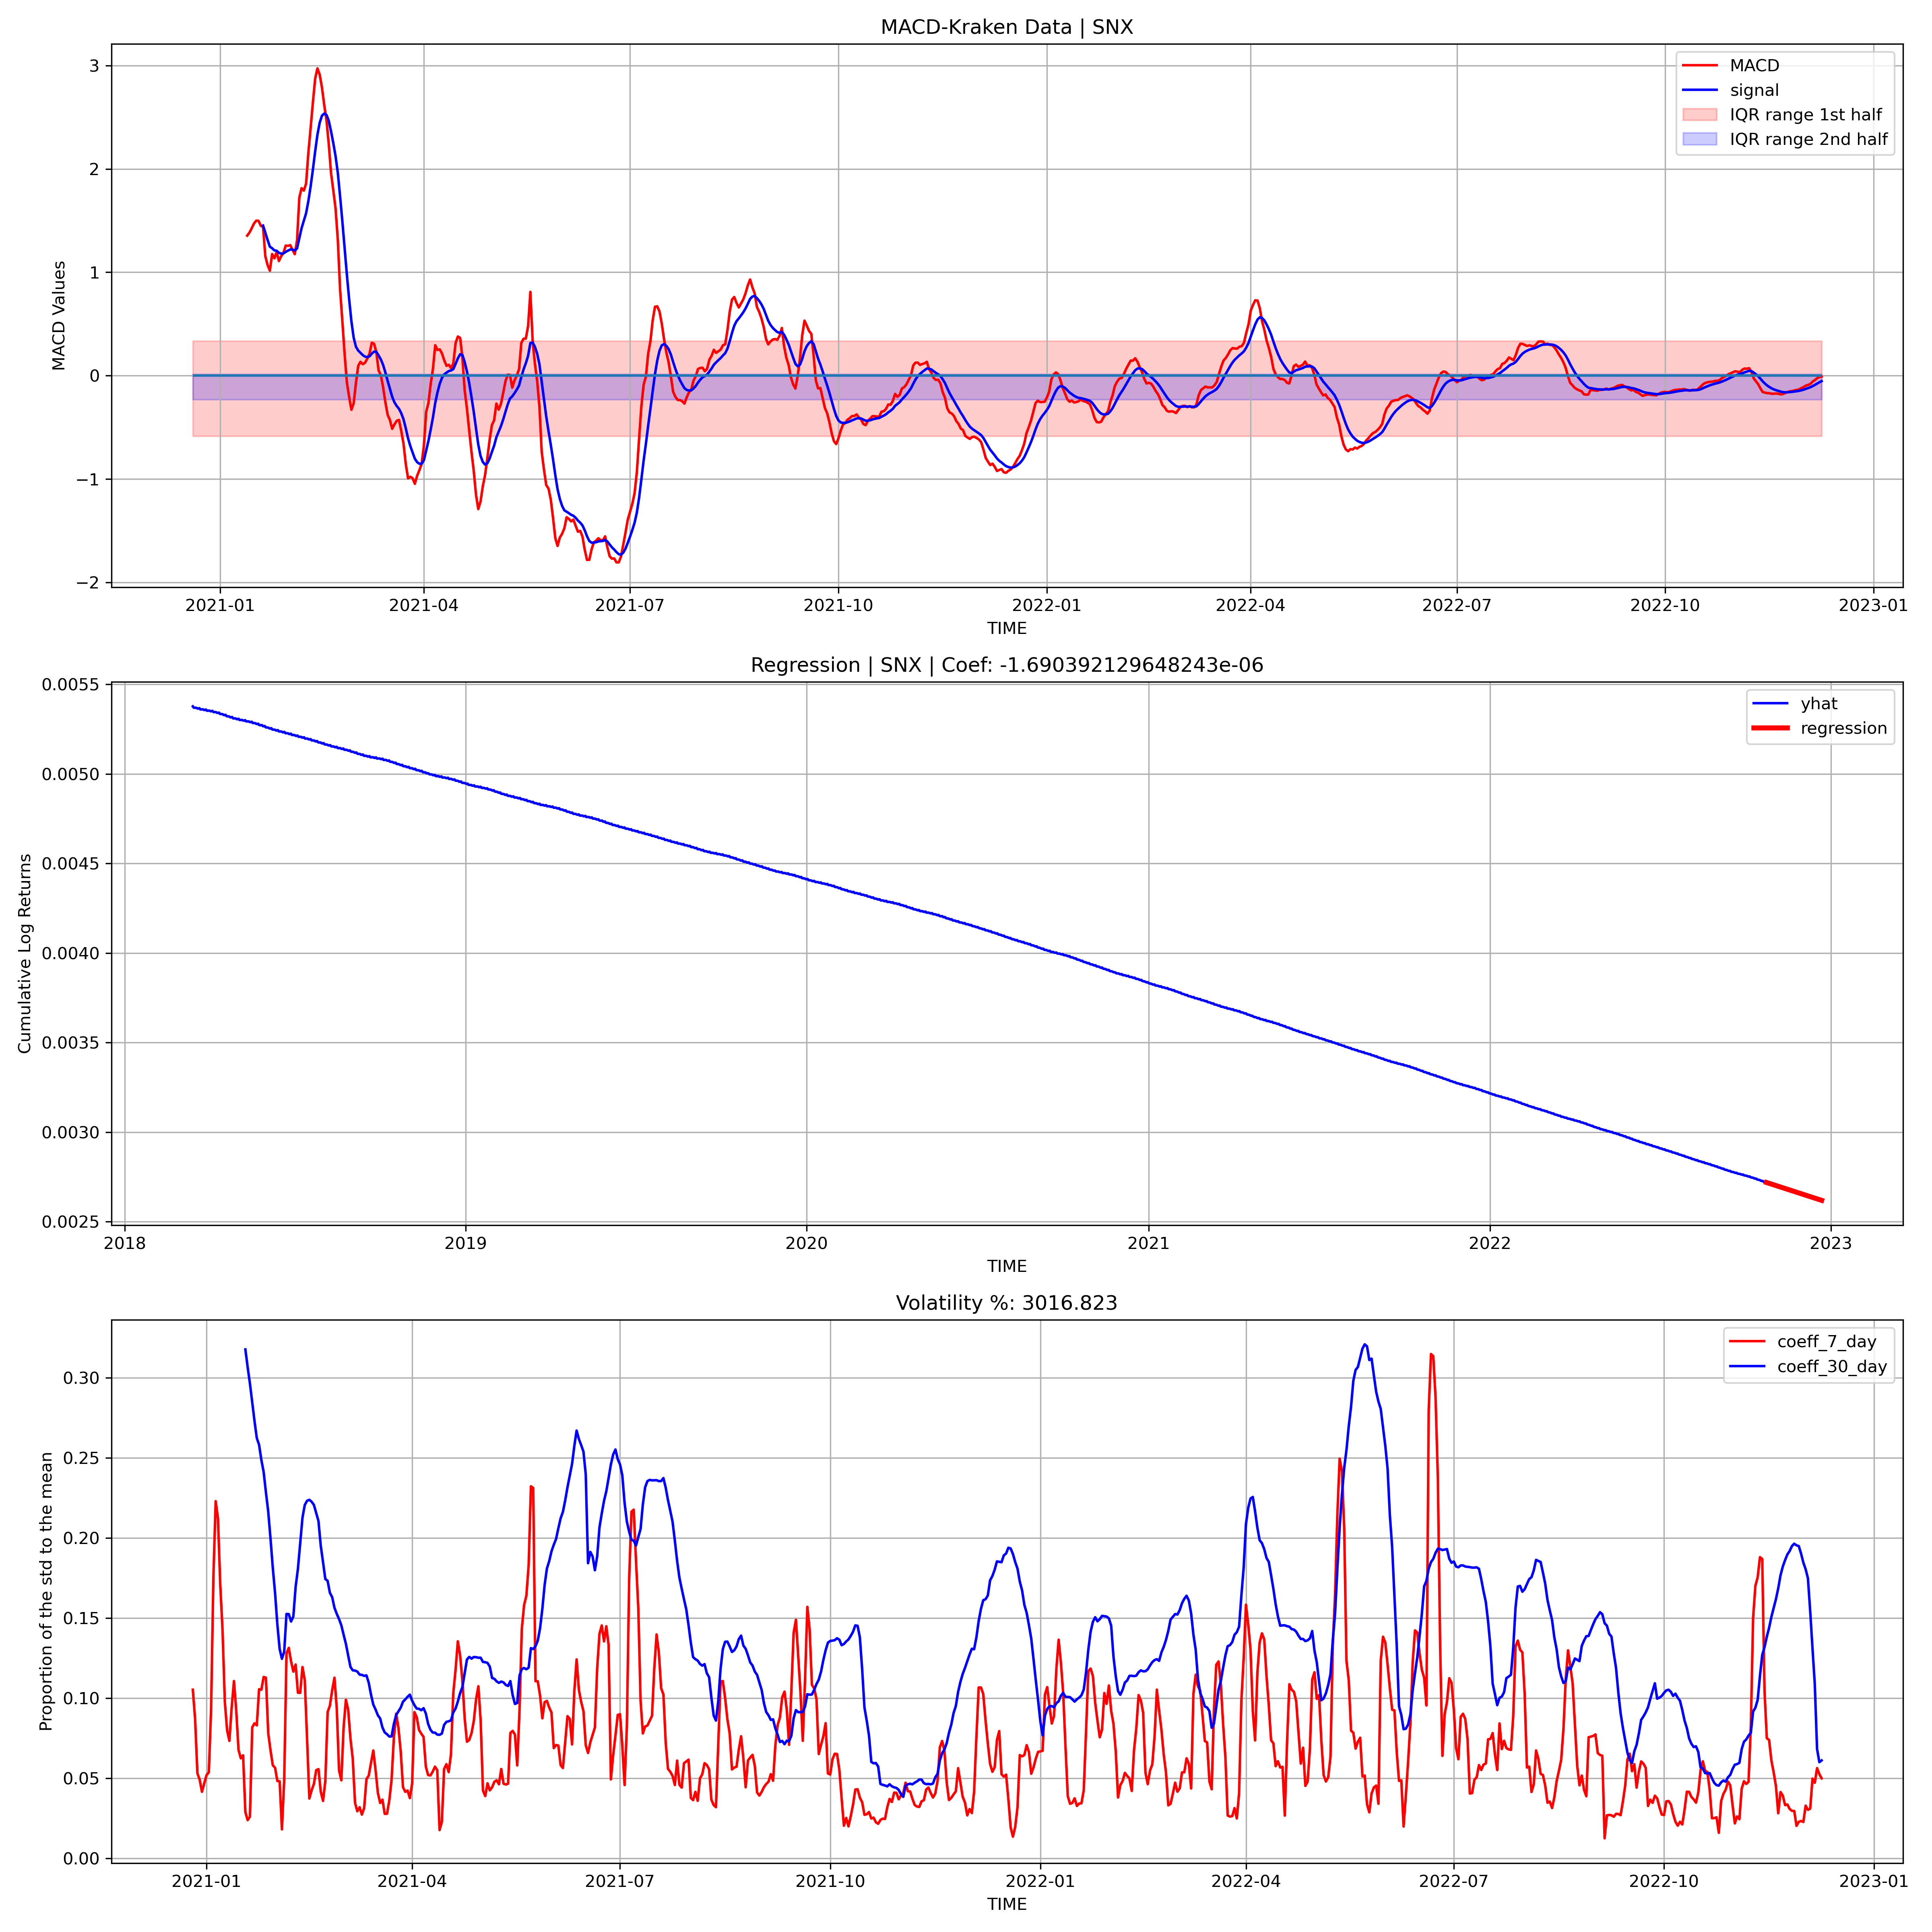 MACD-Kraken Data | SNX
MACD
signal
IQR range 1st half
IQR range 2nd half
MACD Values
3
2
1
0
−1
−2
2021-01 2021-04 2021-07 2021-10 2022-01 2022-04 2022-07 2022-10 2023-01
TIME
Regression | SNX | Coef: -1.690392129648243e-06
yhat
regression
Cumulative Log Returns
0.0055
0.0050
0.0045
0.0040
0.0035
0.0030
0.0025
2018 2019 2020 2021 2022 2023
TIME
Volatility %: 3016.823
coeff_7_day
coeff_30_day
Proportion of the std to the mean
0.30
0.25
0.20
0.15
0.10
0.05
0.00
2021-01 2021-04 2021-07 2021-10 2022-01 2022-04 2022-07 2022-10 2023-01
TIME